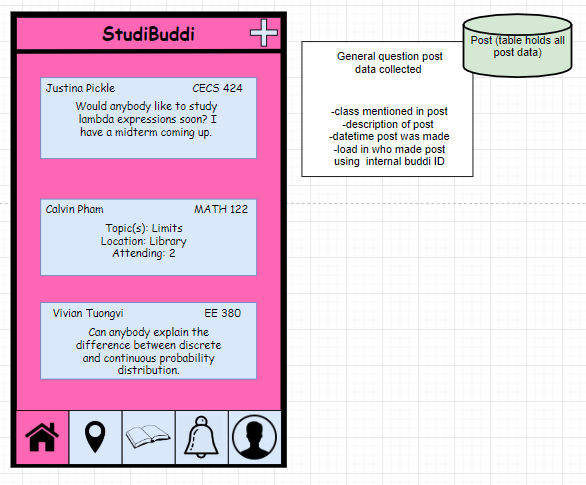 StudiBuddi
Justina Pickle CECS 424
Would anybody like to study
lambda expressions soon? I
have a midterm coming up.
Calvin Pham MATH 122
Topic(s): Limits
Location: Library
Attending: 2
Vivian Tuongvi EE 380
Can anybody explain the
difference between discrete
and continuous probability
distribution.
General question post
data collected
-class mentioned in post
-description of post
-datetime post was made
-load in who made post
using internal buddi ID
Post (table holds all
post data)